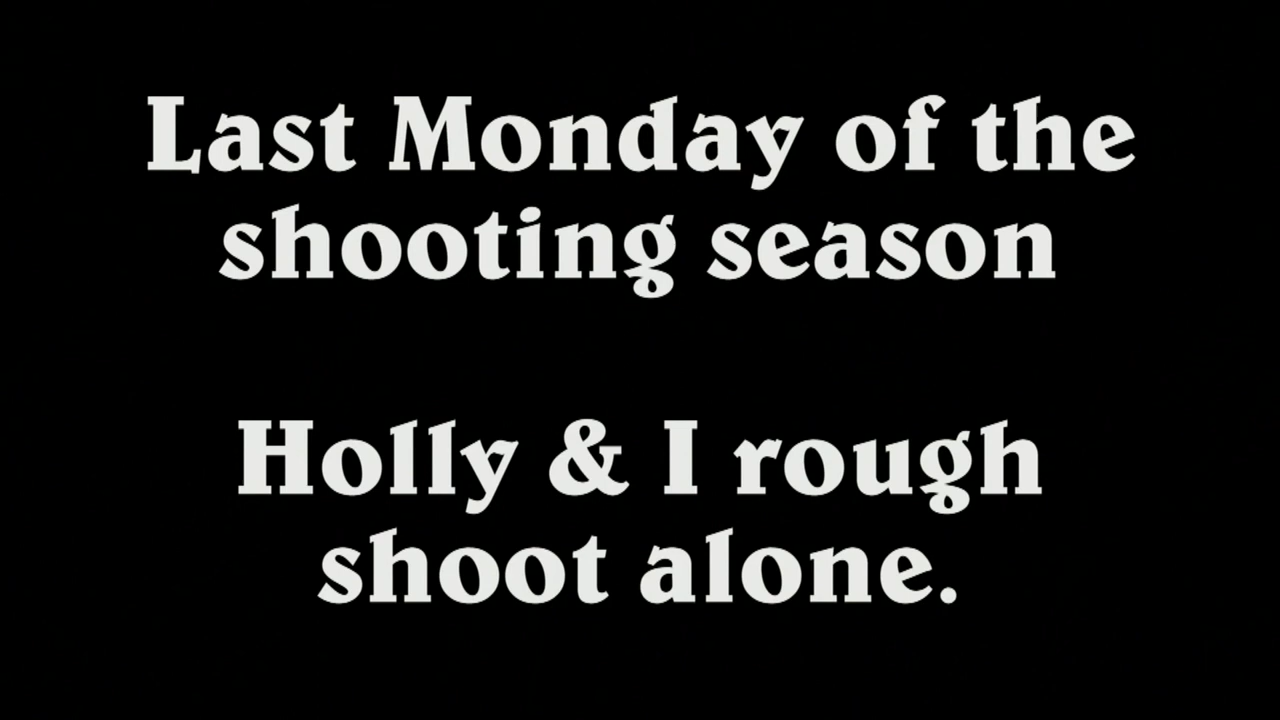 Last Monday of the
shooting season
Holly & I rough
shoot alone.